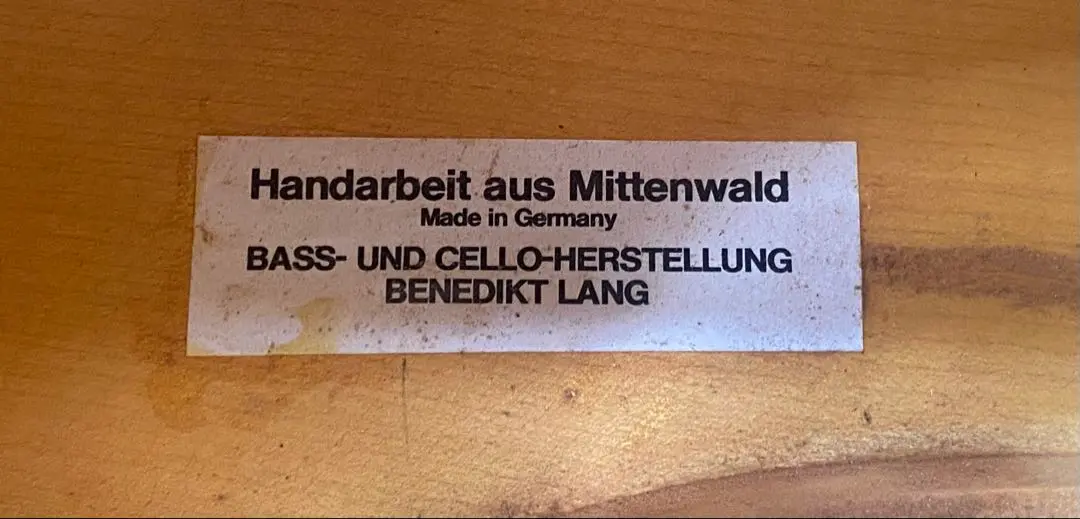 Handarbeit aus Mittenwald
Made in Germany
BASS- UND CELLO-HERSTELLUNG
BENEDIKT LANG